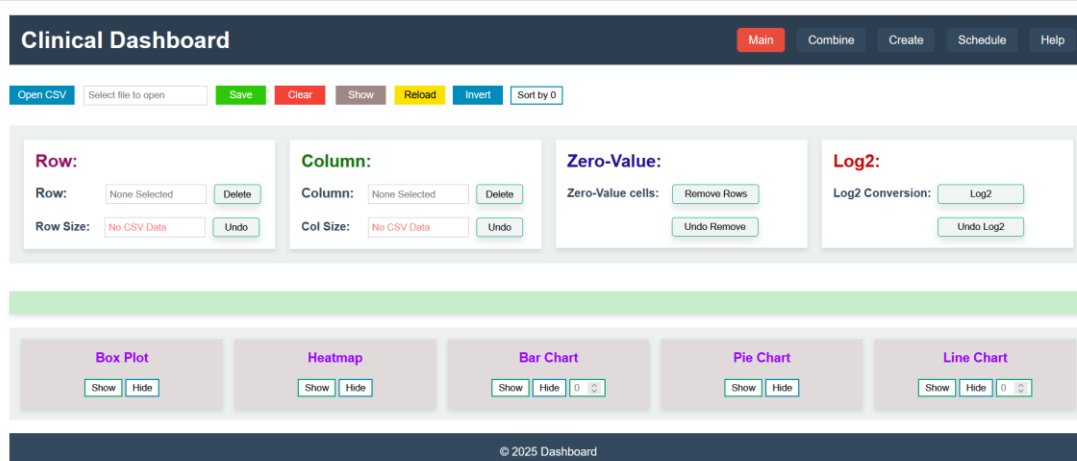 Clinical Dashboard
Main Combine Create Schedule Help
Open CSV Select file to open Save Clear Show Reload Invert Sort by 0
Row:
Row: None Selected Delete
Row Size: No CSV Data Undo
Column:
Column: None Selected Delete
Col Size: No CSV Data Undo
Zero-Value:
Zero-Value cells: Remove Rows
Undo Remove
Log2:
Log2 Conversion: Log2
Undo Log2
Box Plot
Show Hide
Heatmap
Show Hide
Bar Chart
Show Hide 0
Pie Chart
Show Hide
Line Chart
Show Hide 0
© 2025 Dashboard